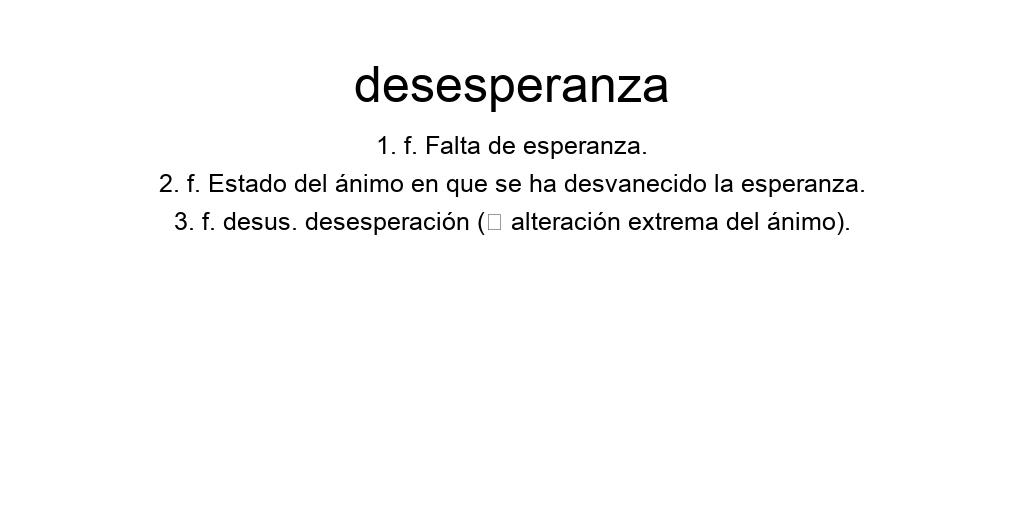 desesperanza
1. f. Falta de esperanza.
2. f. Estado del ánimo en que se ha desvanecido la esperanza.
3. f. desus. desesperación (□ alteración extrema del ánimo).